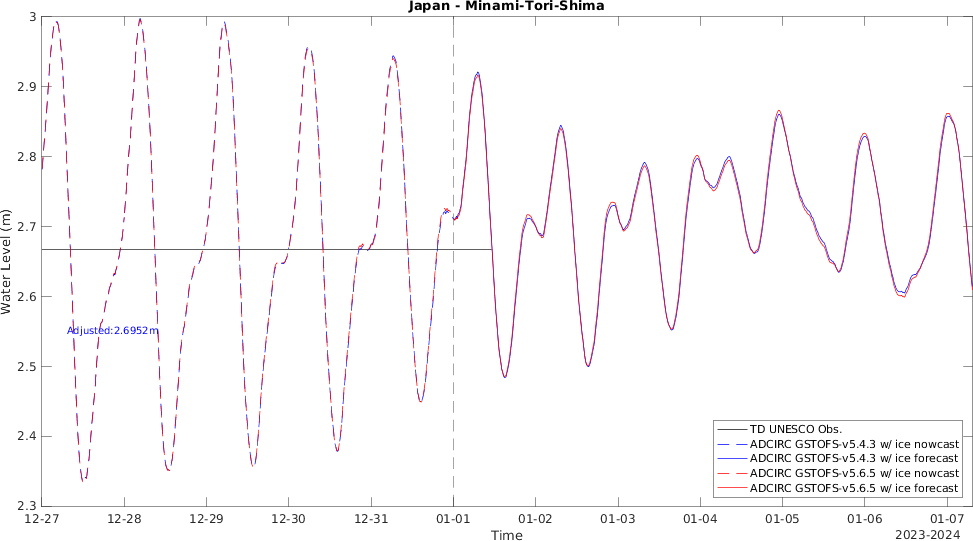 Japan - Minami-Tori-Shima
3
2.9
2.8
2.7
2.6
2.5
2.4
2.3
Water Level (m)
Adjusted:2.6952m
TD UNESCO Obs.
ADCIRC GSTOFS-v5.4.3 w/ ice nowcast
ADCIRC GSTOFS-v5.4.3 w/ ice forecast
ADCIRC GSTOFS-v5.6.5 w/ ice nowcast
ADCIRC GSTOFS-v5.6.5 w/ ice forecast
12-27 12-28 12-29 12-30 12-31 01-01 01-02 01-03 01-04 01-05 01-06 01-07
Time
2023-2024